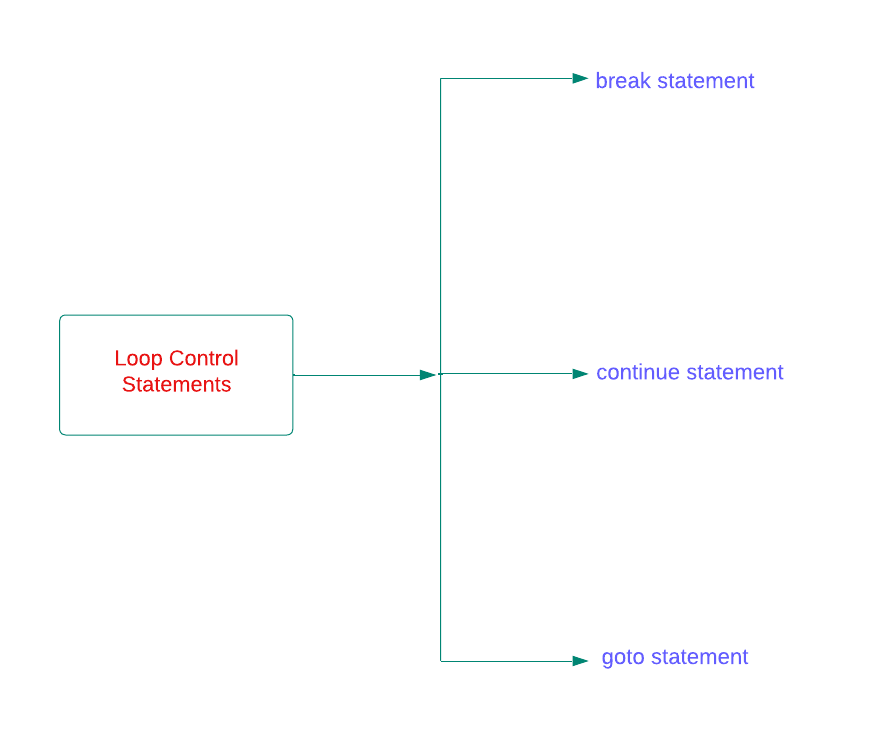 break statement
Loop Control
Statements
continue statement
goto statement